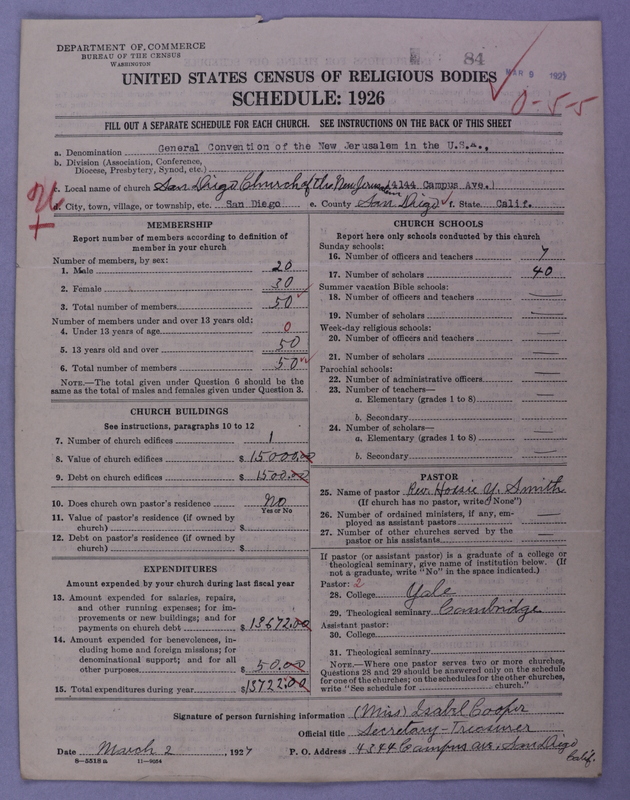 DEPARTMENT OF COMMERCE
BUREAU OF THE CENSUS
WASHINGTON
84
MAR 9 192
UNITED STATES CENSUS OF RELIGIOUS BODIES
SCHEDULE: 1926
0-5-5
FILL OUT A SEPARATE SCHEDULE FOR EACH CHURCH. SEE INSTRUCTIONS ON THE BACK OF THIS SHEET
a. Denomination General Convention of the New Jerusalem in the U.S.A.,
b. Division (Association, Conference, Diocese, Presbytery, Synod, etc.)
c. Local name of church San Diego Church of the New Jerusalem (4144 Campus Ave.)
d. City, town, village, or township, etc. San Diego e. County San Diego f. State Calif.
MEMBERSHIP
Report number of members according to definition of
member in your church
Number of members, by sex:
1. Male 20
2. Female 30
3. Total number of members 50
Number of members under and over 13 years old:
4. Under 13 years of age 0
5. 13 years old and over 50
6. Total number of members 50
NOTE.—The total given under Question 6 should be the
same as the total of males and females given under Question 3.
CHURCH BUILDINGS
See instructions, paragraphs 10 to 12
7. Number of church edifices 1
8. Value of church edifices $15000.00
9. Debt on church edifices $1500.00
10. Does church own pastor's residence No
Yes or No
11. Value of pastor's residence (if owned by
church) $
12. Debt on pastor's residence (if owned by
church) $
EXPENDITURES
Amount expended by your church during last fiscal year
13. Amount expended for salaries, repairs,
and other running expenses; for im-
provements or new buildings; and for
payments on church debt $13672.00
14. Amount expended for benevolences, in-
cluding home and foreign missions; for
denominational support; and for all
other purposes $50.00
15. Total expenditures during year $13722.00
CHURCH SCHOOLS
Report here only schools conducted by this church
Sunday schools:
16. Number of officers and teachers 7
17. Number of scholars 40
Summer vacation Bible schools:
18. Number of officers and teachers —
19. Number of scholars —
Week-day religious schools:
20. Number of officers and teachers —
21. Number of scholars —
Parochial schools:
22. Number of administrative officers —
23. Number of teachers—
a. Elementary (grades 1 to 8) —
b. Secondary —
24. Number of scholars—
a. Elementary (grades 1 to 8) —
b. Secondary —
PASTOR
25. Name of pastor Rev. Hosie Y. Smith
(If church has no pastor, write "None")
26. Number of ordained ministers, if any, em-
ployed as assistant pastors —
27. Number of other churches served by the
pastor or his assistants —
If pastor (or assistant pastor) is a graduate of a college or
theological seminary, give name of institution below. (If
not a graduate, write "No" in the space indicated.)
Pastor: 2
28. College Yale
29. Theological seminary Cambridge
Assistant pastor:
30. College
31. Theological seminary
NOTE.—Where one pastor serves two or more churches,
Questions 28 and 29 should be answered only on the schedule
for one of the churches; on the schedules for the other churches,
write "See schedule for church."
Signature of person furnishing information (Miss) Isabel Cooper
Official title Secretary-Treasurer
Date March 2, 1927 P. O. Address 4344 Campus Ave. San Diego Calif.
8—5518 a 11—9264